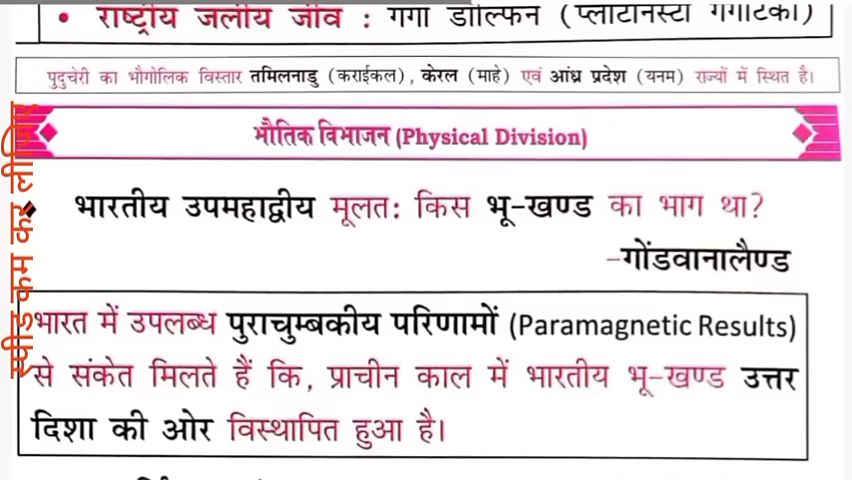 • राष्ट्रीय जलीय जीव : गंगा डॉल्फिन (प्लाटानिस्टा गंगेटिका)
पुदुचेरी का भौगोलिक विस्तार तमिलनाडु (कराईकल), केरल (माहे) एवं आंध्र प्रदेश (यनम) राज्यों में स्थित है।
भौतिक विभाजन (Physical Division)
भारतीय उपमहाद्वीय मूलतः किस भू-खण्ड का भाग था?
–गोंडवानालैण्ड
भारत में उपलब्ध पुराचुम्बकीय परिणामों (Paramagnetic Results)
से संकेत मिलते हैं कि, प्राचीन काल में भारतीय भू-खण्ड उत्तर
दिशा की ओर विस्थापित हुआ है।
स्पीड कम कर लीजिए